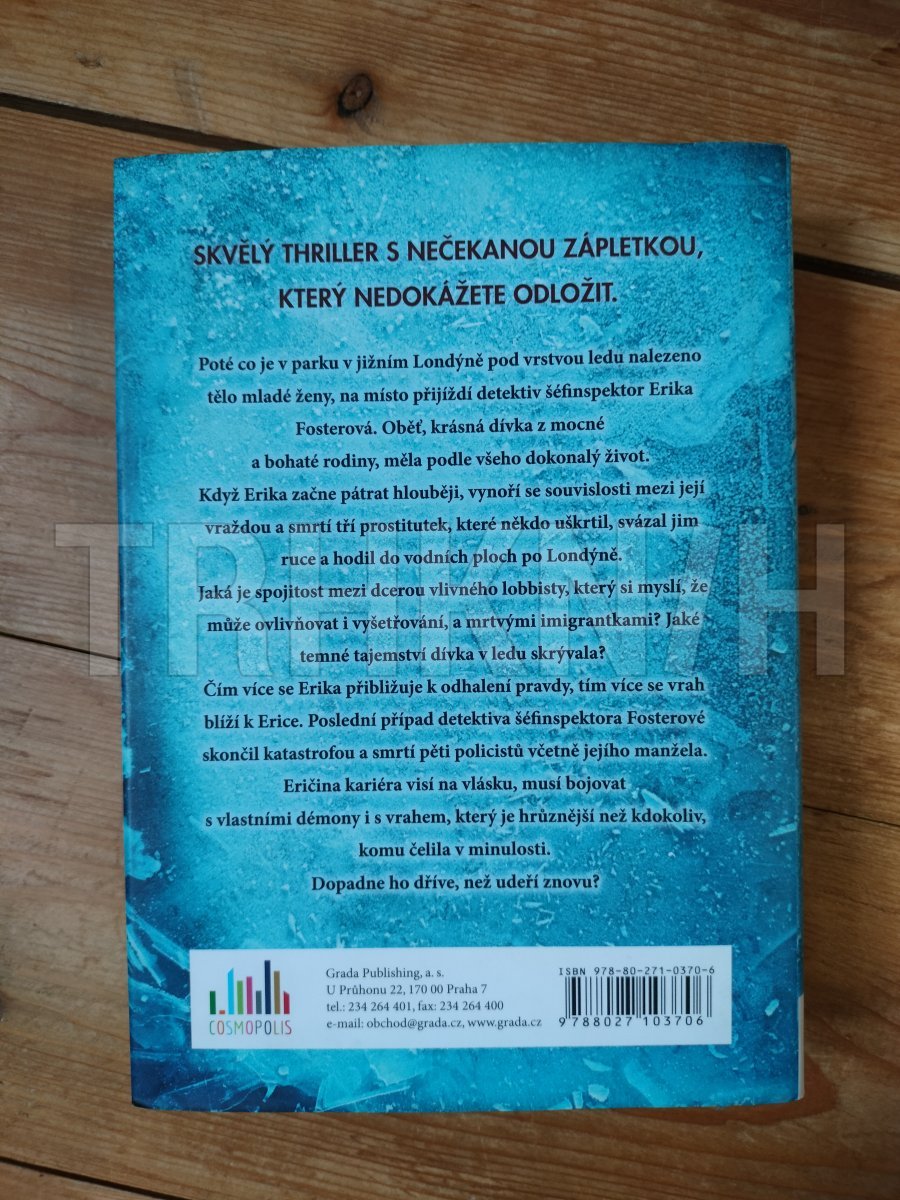 SKVĚLÝ THRILLER S NEČEKANOU ZÁPLETKOU,
KTERÝ NEDOKÁŽETE ODLOŽIT.
Poté co je v parku v jižním Londýně pod vrstvou ledu nalezeno
tělo mladé ženy, na místo přijíždí detektiv šéfinspektor Erika
Fosterová. Oběť, krásná dívka z mocné
a bohaté rodiny, měla podle všeho dokonalý život.
Když Erika začne pátrat hlouběji, vynoří se souvislosti mezi její
vraždou a smrtí tří prostitutek, které někdo uškrtil, svázal jim
ruce a hodil do vodních ploch po Londýně.
Jaká je spojitost mezi dcerou vlivného lobbisty, který si myslí, že
může ovlivňovat i vyšetřování, a mrtvými imigrantkami? Jaké
temné tajemství dívka v ledu skrývala?
Čím více se Erika přibližuje k odhalení pravdy, tím více se vrah
blíží k Erice. Poslední případ detektiva šéfinspektora Fosterové
skončil katastrofou a smrtí pěti policistů včetně jejího manžela.
Eričina kariéra visí na vlásku, musí bojovat
s vlastními démony i s vrahem, který je hrůznější než kdokoliv,
komu čelila v minulosti.
Dopadne ho dříve, než udeří znovu?
COSMOPOLIS
Grada Publishing, a. s.
U Průhonu 22, 170 00 Praha 7
tel.: 234 264 401, fax: 234 264 400
e-mail: obchod@grada.cz, www.grada.cz
ISBN 978-80-271-0370-6
9 788027 103706